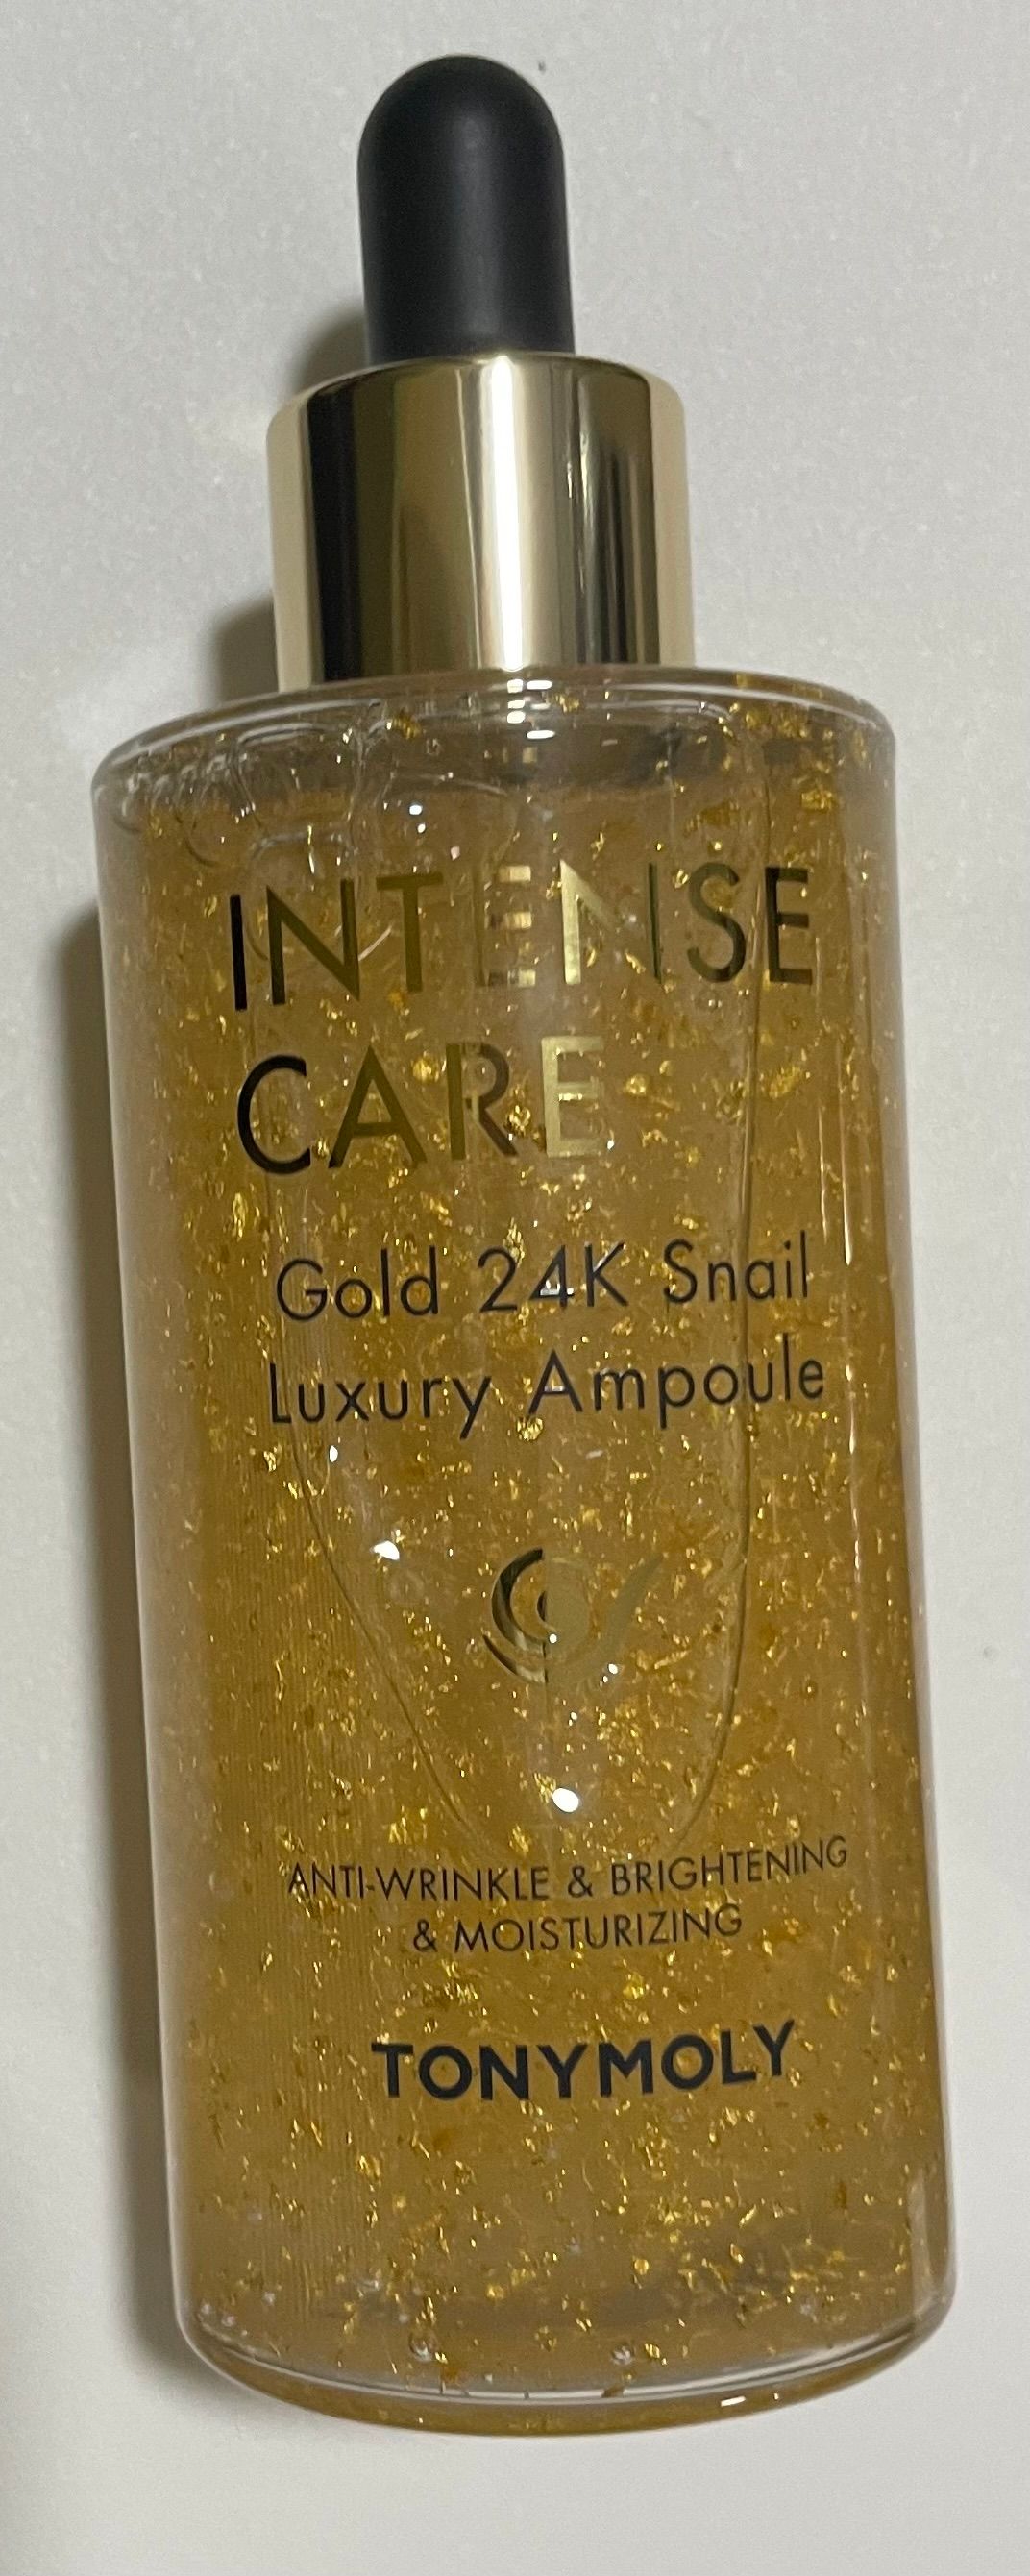 INTENSE
CARE
Gold 24K Snail
Luxury Ampoule
ANTI-WRINKLE & BRIGHTENING
& MOISTURIZING
TONYMOLY